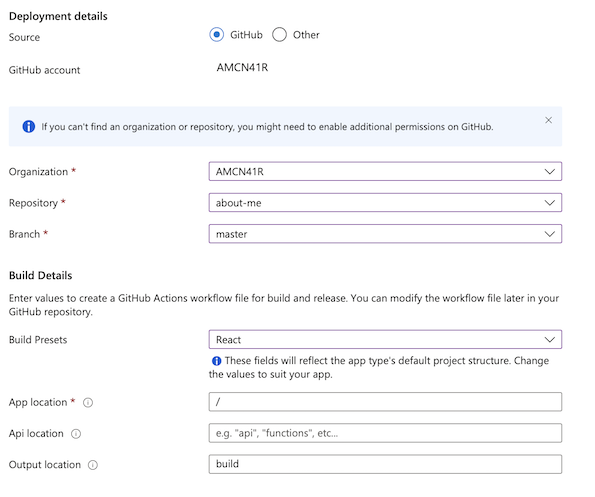 Deployment details
Source GitHub Other
GitHub account AMCN41R
If you can't find an organization or repository, you might need to enable additional permissions on GitHub.
Organization * AMCN41R
Repository * about-me
Branch * master
Build Details
Enter values to create a GitHub Actions workflow file for build and release. You can modify the workflow file later in your
GitHub repository.
Build Presets React
These fields will reflect the app type's default project structure. Change
the values to suit your app.
App location * /
Api location e.g. "api", "functions", etc...
Output location build